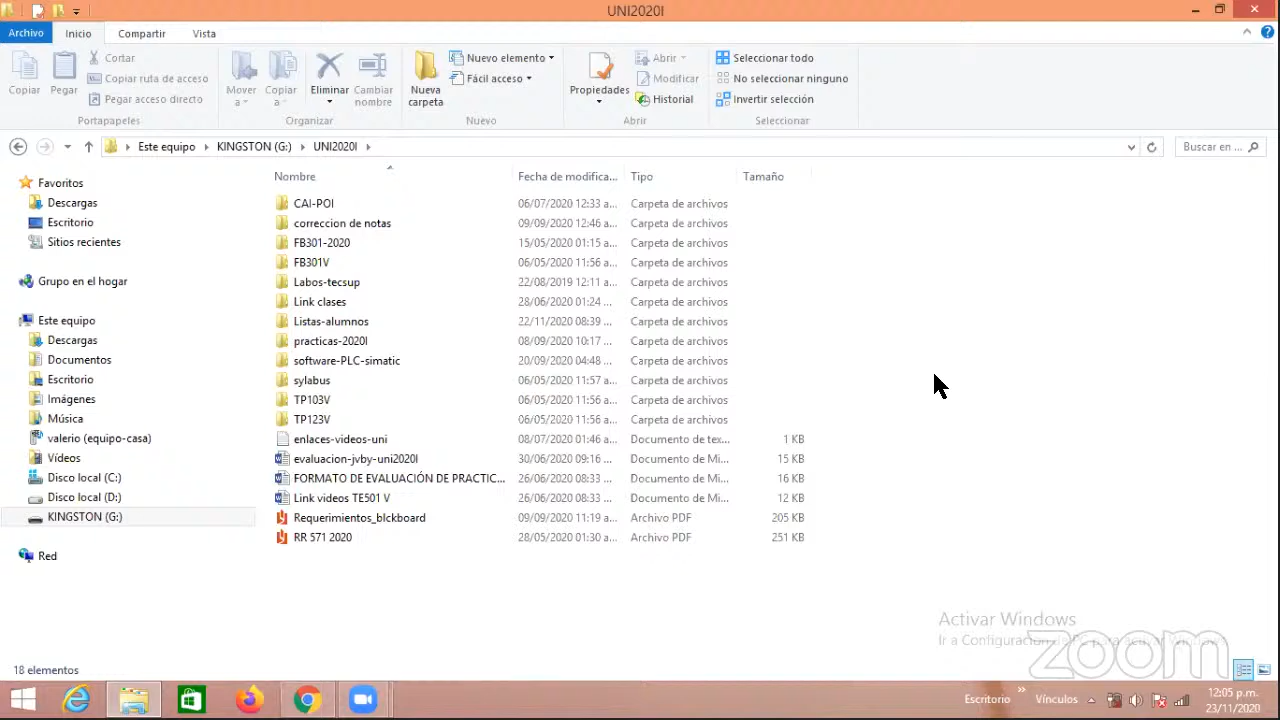 UNI2020I
Archivo Inicio Compartir Vista
Copiar
Pegar
Cortar
Copiar ruta de acceso
Pegar acceso directo
Portapapeles
Mover a
Copiar a
Eliminar
Cambiar nombre
Organizar
Nueva carpeta
Nuevo elemento
Fácil acceso
Nuevo
Propiedades
Abrir
Modificar
Historial
Abrir
Seleccionar todo
No seleccionar ninguno
Invertir selección
Seleccionar
Este equipo KINGSTON (G:) UNI2020I
Buscar en ...
Favoritos
Descargas
Escritorio
Sitios recientes
Grupo en el hogar
Este equipo
Descargas
Documentos
Escritorio
Imágenes
Música
valerio (equipo-casa)
Vídeos
Disco local (C:)
Disco local (D:)
KINGSTON (G:)
Red
Nombre Fecha de modifica... Tipo Tamaño
CAI-POI 06/07/2020 12:33 a... Carpeta de archivos
correccion de notas 09/09/2020 12:46 a... Carpeta de archivos
FB301-2020 15/05/2020 01:15 a... Carpeta de archivos
FB301V 06/05/2020 11:56 a... Carpeta de archivos
Labos-tecsup 22/08/2019 12:11 a... Carpeta de archivos
Link clases 28/06/2020 01:24 ... Carpeta de archivos
Listas-alumnos 22/11/2020 08:39 ... Carpeta de archivos
practicas-2020I 08/09/2020 10:17 ... Carpeta de archivos
software-PLC-simatic 20/09/2020 04:48 ... Carpeta de archivos
sylabus 06/05/2020 11:57 a... Carpeta de archivos
TP103V 06/05/2020 11:56 a... Carpeta de archivos
TP123V 06/05/2020 11:56 a... Carpeta de archivos
enlaces-videos-uni 08/07/2020 01:46 a... Documento de tex... 1 KB
evaluacion-jvby-uni2020I 30/06/2020 09:16 ... Documento de Mi... 15 KB
FORMATO DE EVALUACIÓN DE PRACTIC... 26/06/2020 08:33 ... Documento de Mi... 16 KB
Link videos TE501 V 26/06/2020 08:33 ... Documento de Mi... 12 KB
Requerimientos_blckboard 09/09/2020 11:19 a... Archivo PDF 205 KB
RR 571 2020 28/05/2020 01:30 a... Archivo PDF 251 KB
Activar Windows
Ir a Configuración de PC para activar Windows.
zoom
18 elementos
Escritorio
Vínculos
12:05 p.m.
23/11/2020